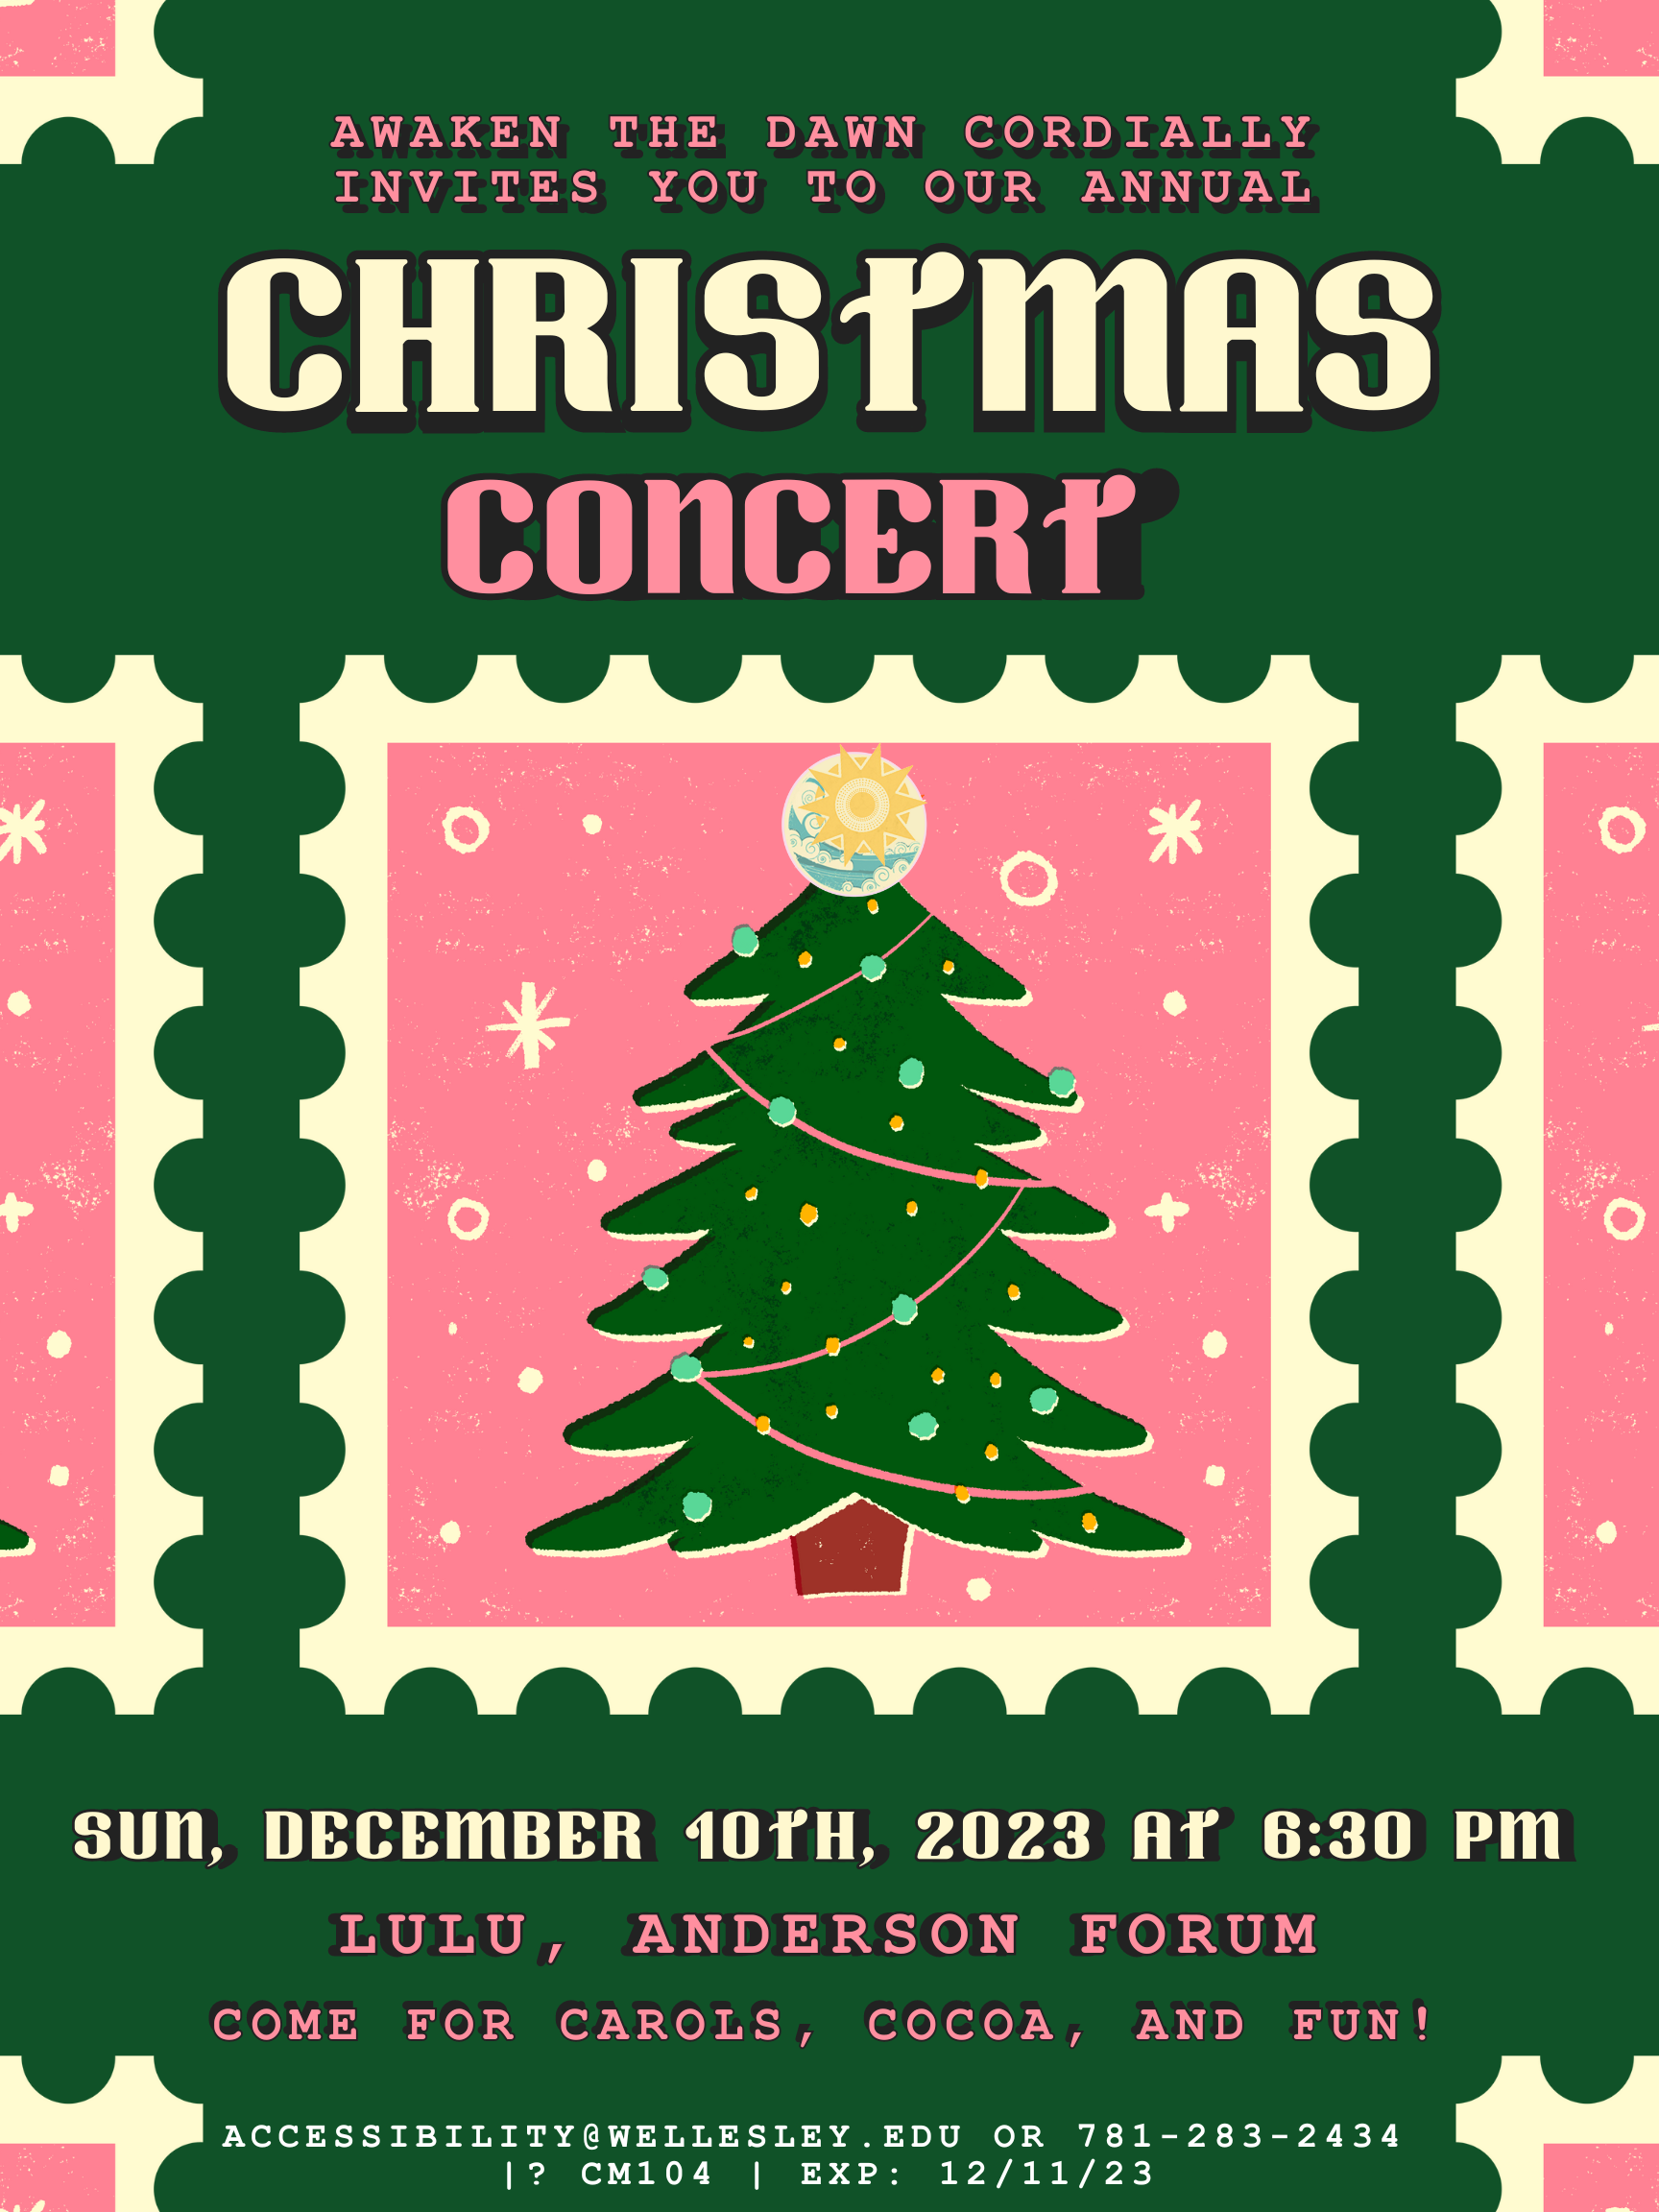 AWAKEN THE DAWN CORDIALLY
INVITES YOU TO OUR ANNUAL
CHRISTMAS
CONCERT
SUN, DECEMBER 10TH, 2023 AT 6:30 PM
LULU, ANDERSON FORUM
COME FOR CAROLS, COCOA, AND FUN!
ACCESSIBILITY@WELLESLEY.EDU OR 781-283-2434
|? CM104 | EXP: 12/11/23